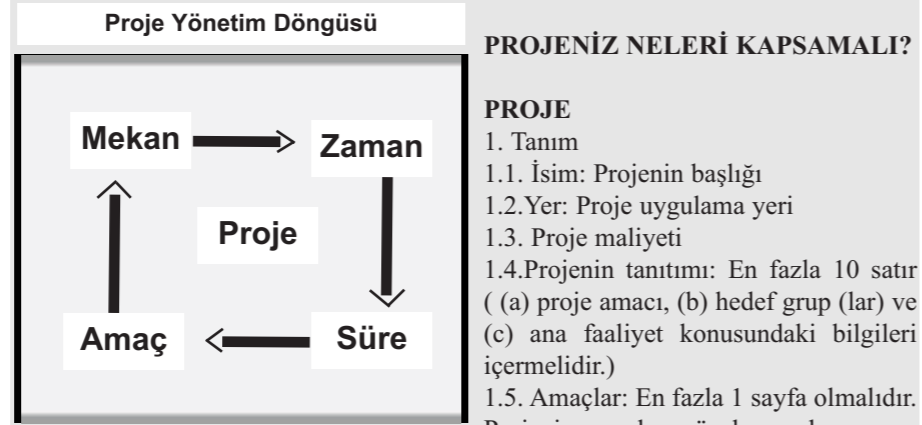 Proje Yönetim Döngüsü
Mekan
Zaman
Proje
Amaç
Süre
PROJENİZ NELERİ KAPSAMALI?
PROJE
1. Tanım
1.1. İsim: Projenin başlığı
1.2.Yer: Proje uygulama yeri
1.3. Proje maliyeti
1.4.Projenin tanıtımı: En fazla 10 satır
( (a) proje amacı, (b) hedef grup (lar) ve
(c) ana faaliyet konusundaki bilgileri
içermelidir.)
1.5. Amaçlar: En fazla 1 sayfa olmalıdır.